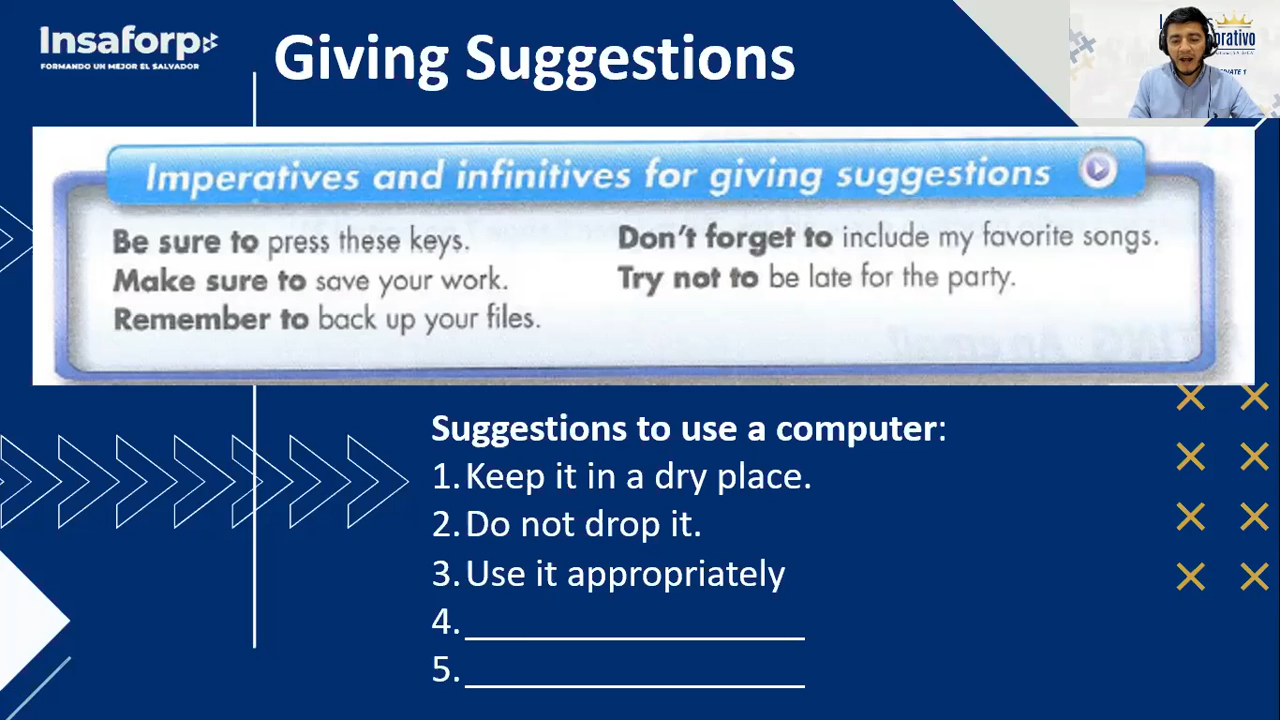 Insaforp
FORMANDO UN MEJOR EL SALVADOR
Giving Suggestions
Imperatives and infinitives for giving suggestions
Be sure to press these keys.
Make sure to save your work.
Remember to back up your files.
Don't forget to include my favorite songs.
Try not to be late for the party.
Suggestions to use a computer:
1. Keep it in a dry place.
2. Do not drop it.
3. Use it appropriately
4. ____________________
5. ____________________